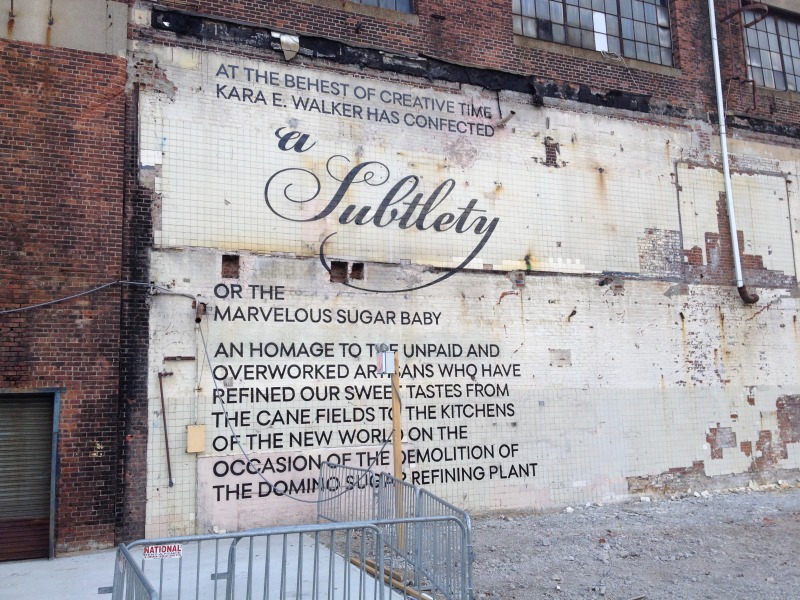 AT THE BEHEST OF CREATIVE TIME
KARA E. WALKER HAS CONFECTED
a
Subtlety
OR THE
MARVELOUS SUGAR BABY
AN HOMAGE TO THE UNPAID AND
OVERWORKED ARTISANS WHO HAVE
REFINED OUR SWEET TASTES FROM
THE CANE FIELDS TO THE KITCHENS
OF THE NEW WORLD ON THE
OCCASION OF THE DEMOLITION OF
THE DOMINO SUGAR REFINING PLANT
NATIONAL